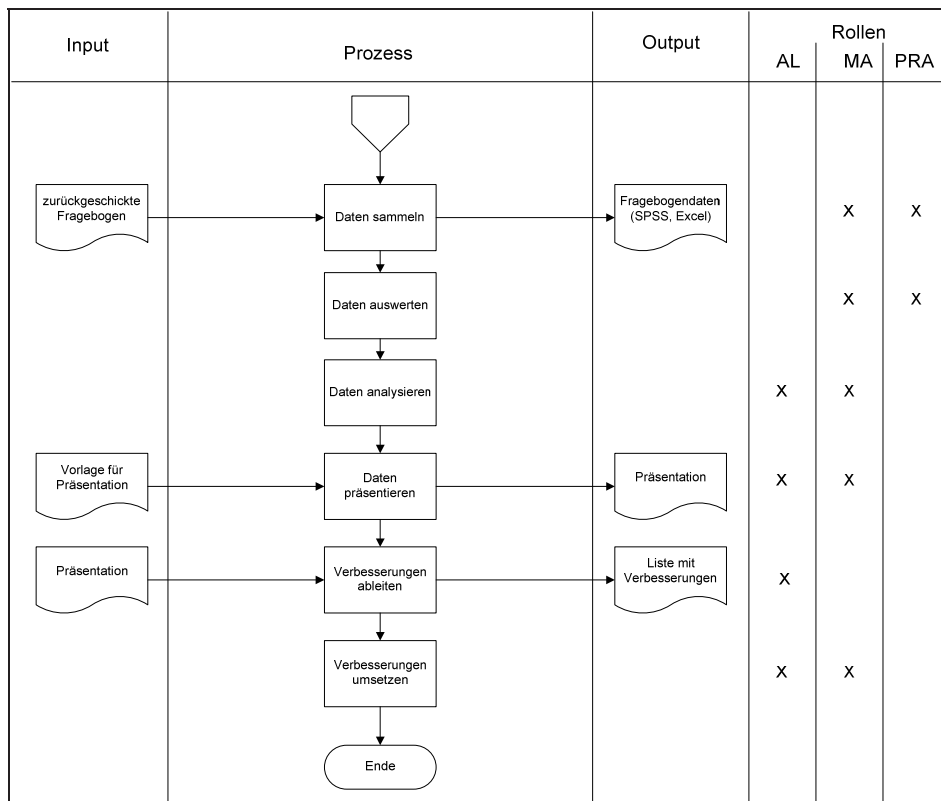 Input
Prozess
Output
Rollen
AL MA PRA
zurückgeschickte
Fragebogen
Daten sammeln
Fragebogendaten
(SPSS, Excel)
x x
Daten auswerten
x x
Daten analysieren
x x
Vorlage für
Präsentation
Daten
präsentieren
Präsentation
x x
Präsentation
Verbesserungen
ableiten
Liste mit
Verbesserungen
x
Verbesserungen
umsetzen
x x
Ende